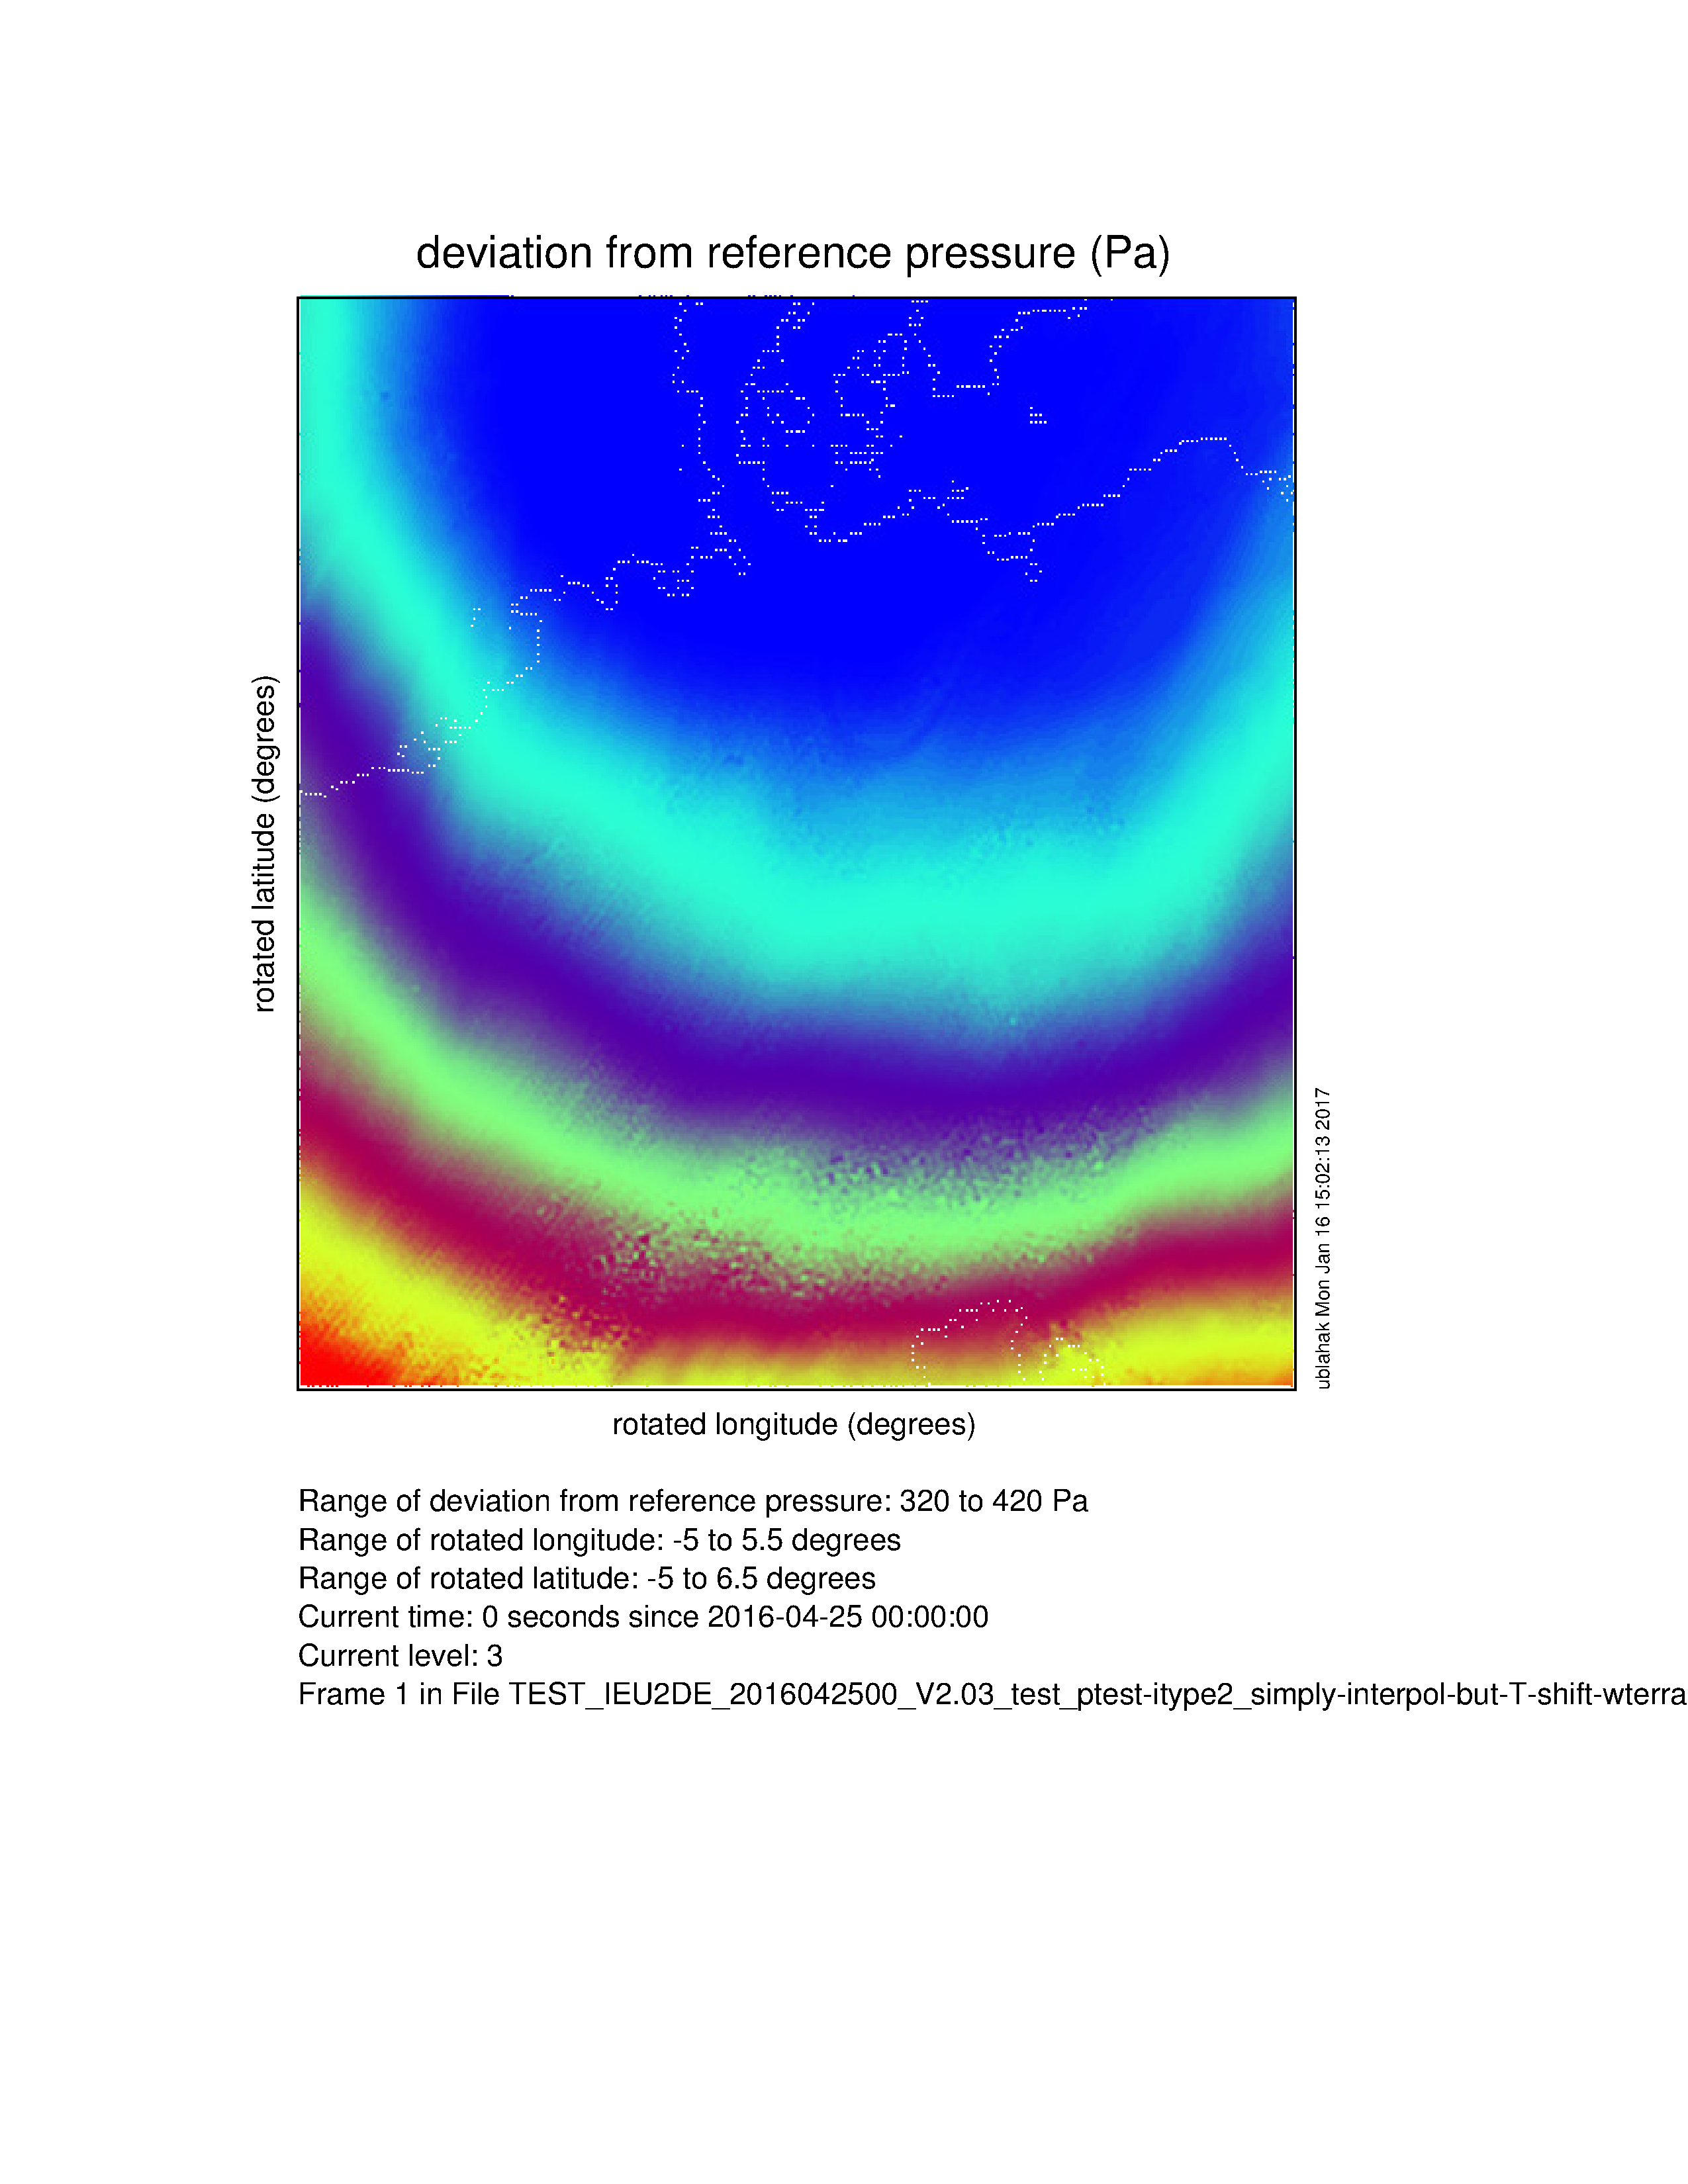 deviation from reference pressure (Pa)
rotated latitude (degrees)
ublahak Mon Jan 16 15:02:13 2017
rotated longitude (degrees)
Range of deviation from reference pressure: 320 to 420 Pa
Range of rotated longitude: -5 to 5.5 degrees
Range of rotated latitude: -5 to 6.5 degrees
Current time: 0 seconds since 2016-04-25 00:00:00
Current level: 3
Frame 1 in File TEST_IEU2DE_2016042500_V2.03_test_ptest-itype2_simply-interpol-but-T-shift-wterra